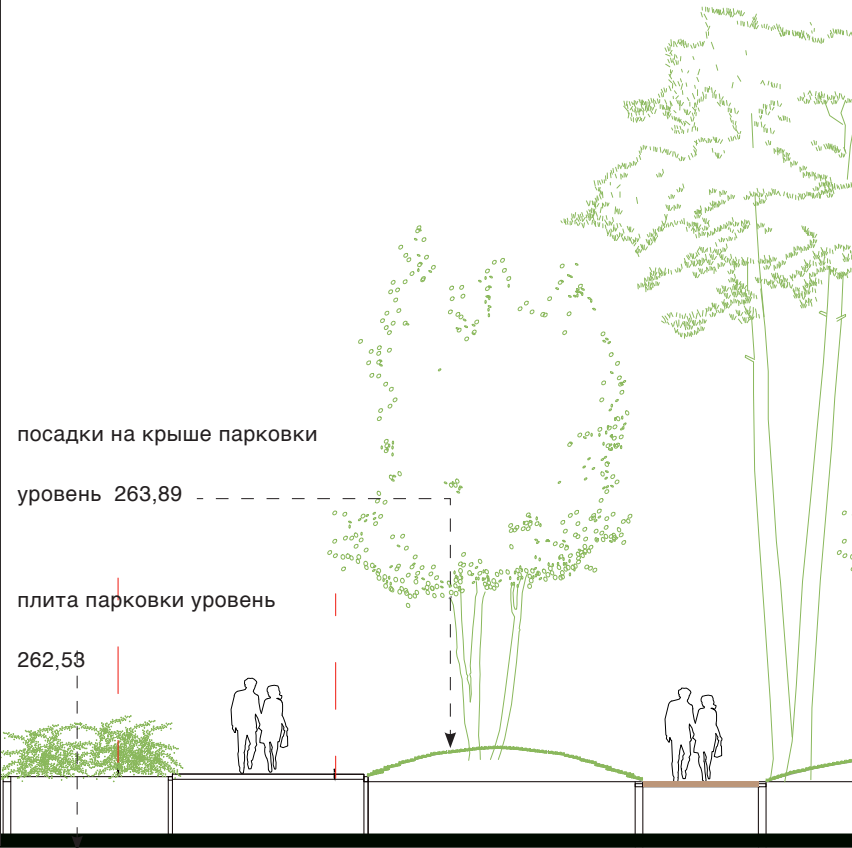 посадки на крыше парковки
уровень 263,89
плита парковки уровень
262,53